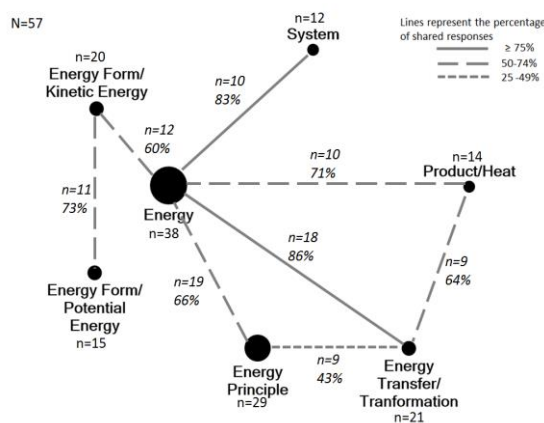 N=57
n=12
System
Lines represent the percentage
of shared responses
≥ 75%
50-74%
25 -49%
n=20
Energy Form/
Kinetic Energy
n=10
83%
n=12
60%
n=10
71%
n=14
Product/Heat
n=11
73%
Energy
n=38
n=18
86%
n=19
66%
n=9
64%
Energy Form/
Potential
Energy
n=15
Energy
Principle
n=29
n=9
43%
Energy
Transfer/
Tranformation
n=21